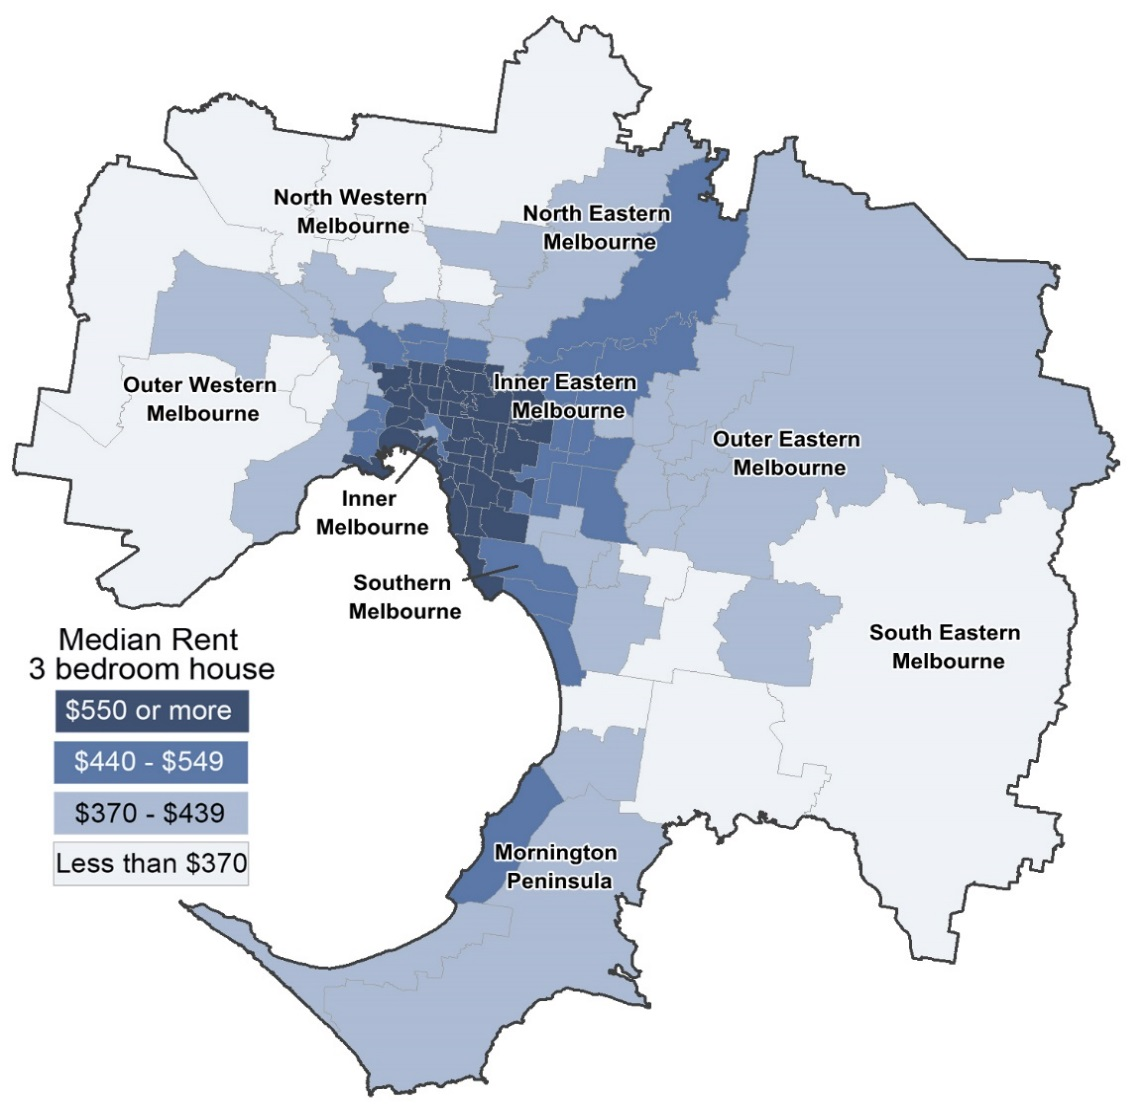 North Western
Melbourne
North Eastern
Melbourne
Outer Western
Melbourne
Inner Eastern
Melbourne
Outer Eastern
Melbourne
Inner
Melbourne
Southern
Melbourne
South Eastern
Melbourne
Median Rent
3 bedroom house
$550 or more
$440 - $549
$370 - $439
Less than $370
Mornington
Peninsula